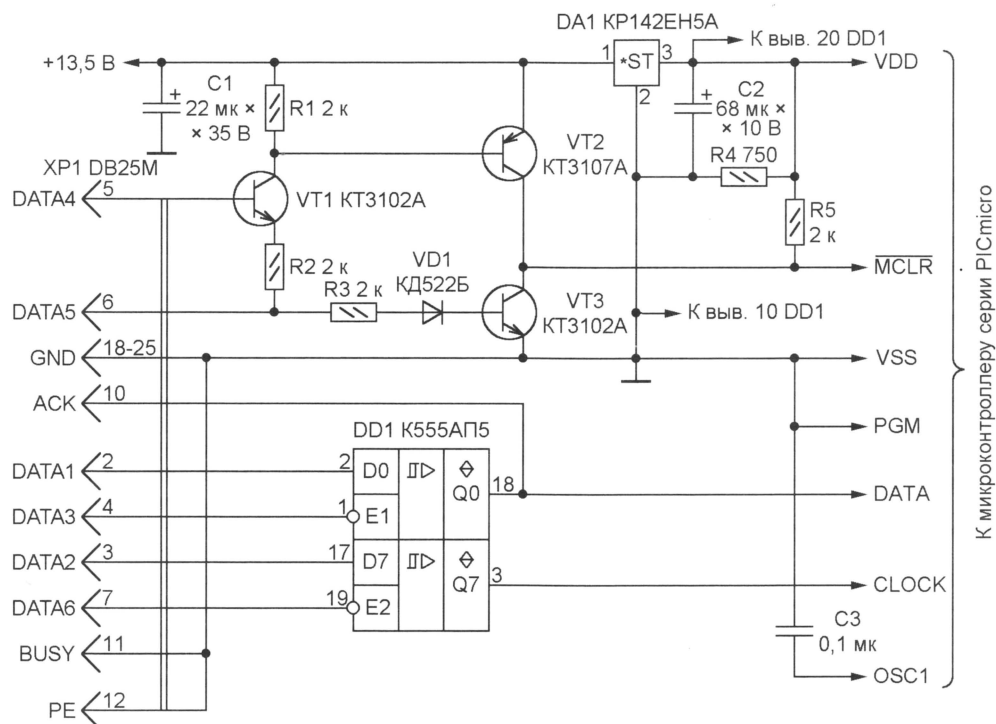 DA1 КР142ЕН5А
К выв. 20 DD1
+13,5 В
1
*ST
3
VDD
2
C1
22 мк ×
× 35 В
+
R1 2 к
C2
68 мк ×
× 10 В
+
VT2
КТ3107А
R4 750
XP1 DB25M
DATA4
5
VT1 КТ3102А
R5
2 к
R2 2 к
VD1
КД522Б
R3 2 к
MCLR
DATA5
6
VT3
КТ3102А
К выв. 10 DD1
GND
18-25
VSS
ACK
10
PGM
DD1 К555АП5
DATA1
2
2
D0
Q0
18
DATA
DATA3
4
1
E1
DATA2
3
17
D7
Q7
3
CLOCK
DATA6
7
19
E2
C3
0,1 мк
BUSY
11
OSC1
PE
12
К микроконтроллеру серии PICmicro